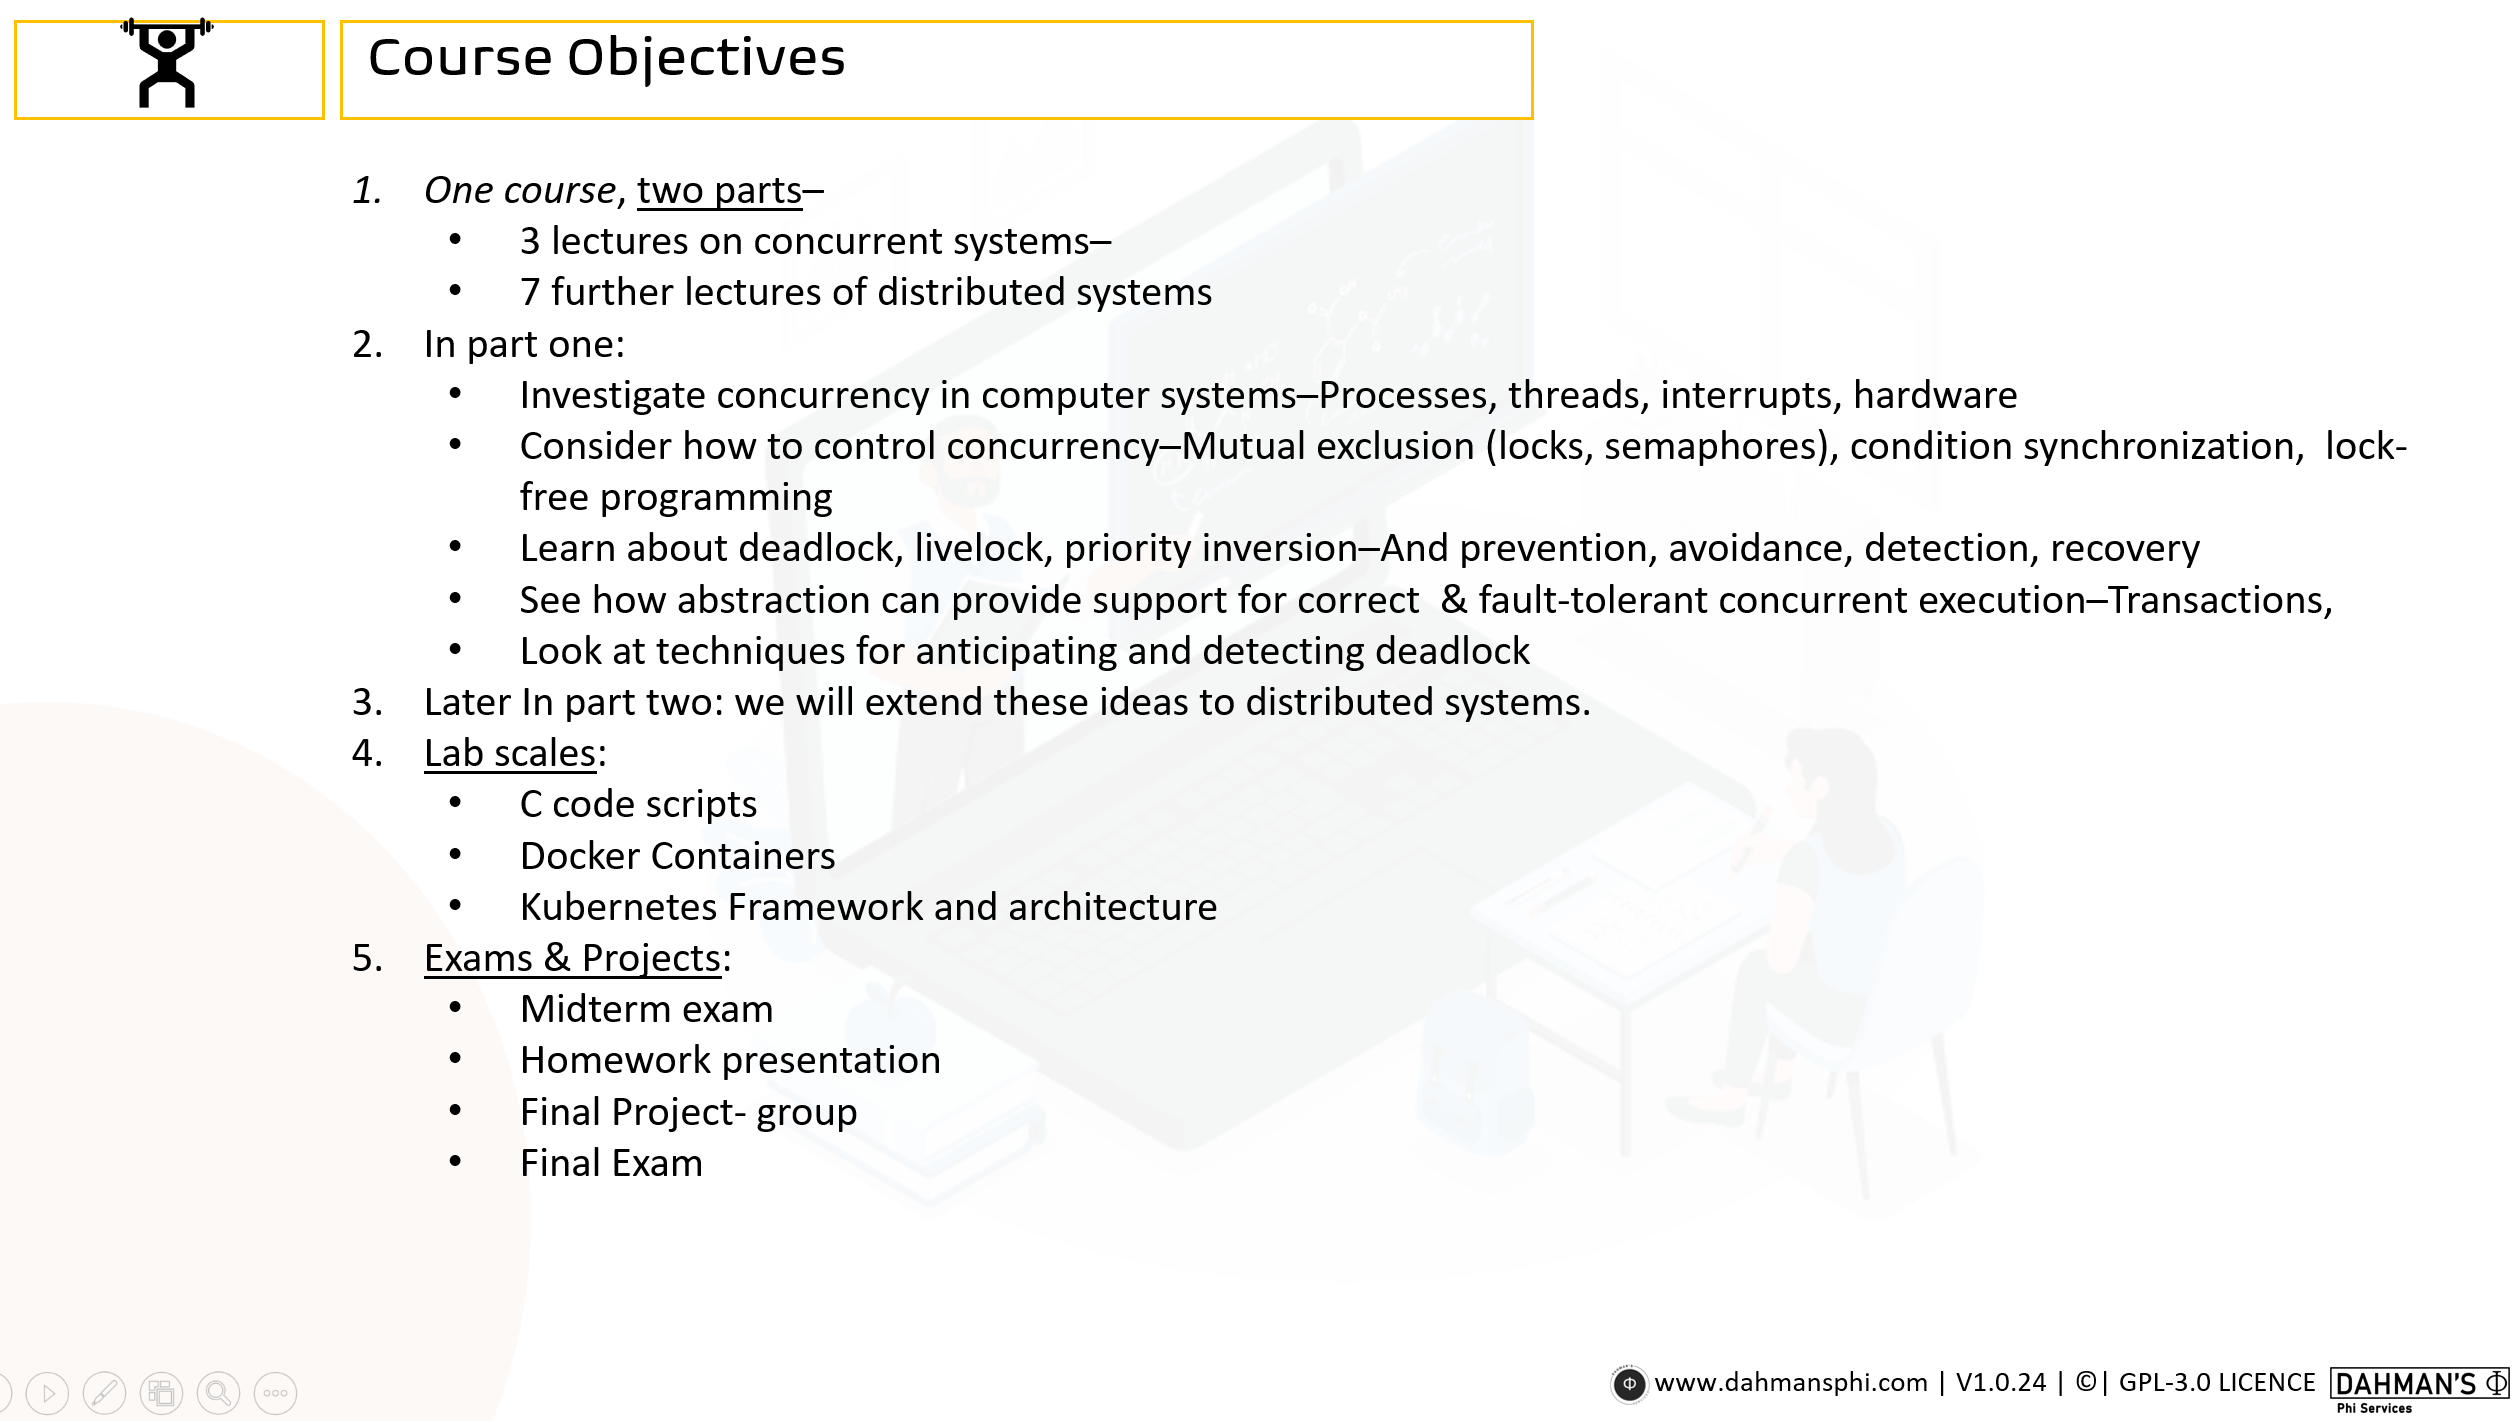 Course Objectives
1. One course, two parts–
• 3 lectures on concurrent systems–
• 7 further lectures of distributed systems
2. In part one:
• Investigate concurrency in computer systems–Processes, threads, interrupts, hardware
• Consider how to control concurrency–Mutual exclusion (locks, semaphores), condition synchronization,  lock-
free programming
• Learn about deadlock, livelock, priority inversion–And prevention, avoidance, detection, recovery
• See how abstraction can provide support for correct  & fault-tolerant concurrent execution–Transactions,
• Look at techniques for anticipating and detecting deadlock
3. Later In part two: we will extend these ideas to distributed systems.
4. Lab scales:
• C code scripts
• Docker Containers
• Kubernetes Framework and architecture
5. Exams & Projects:
• Midterm exam
• Homework presentation
• Final Project- group
• Final Exam
Φ www.dahmansphi.com | V1.0.24 | ©| GPL-3.0 LICENCE DAHMAN'S Φ
Phi Services